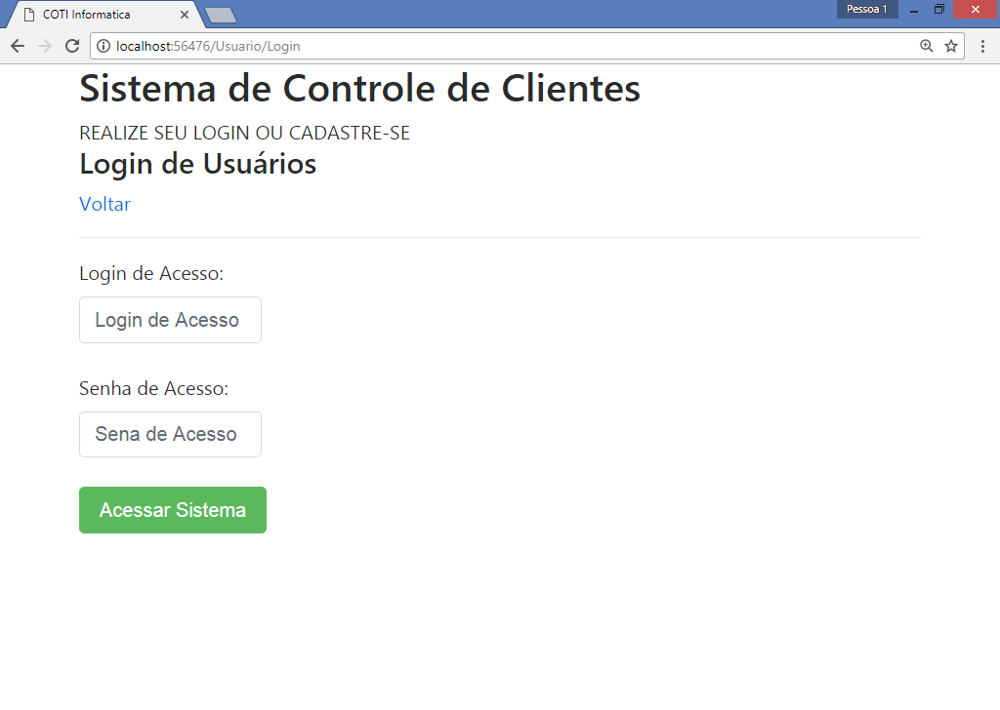 COTI Informatica
Pessoa 1
localhost:56476/Usuario/Login
Sistema de Controle de Clientes
REALIZE SEU LOGIN OU CADASTRE-SE
Login de Usuários
Voltar
Login de Acesso:
Login de Acesso
Senha de Acesso:
Sena de Acesso
Acessar Sistema